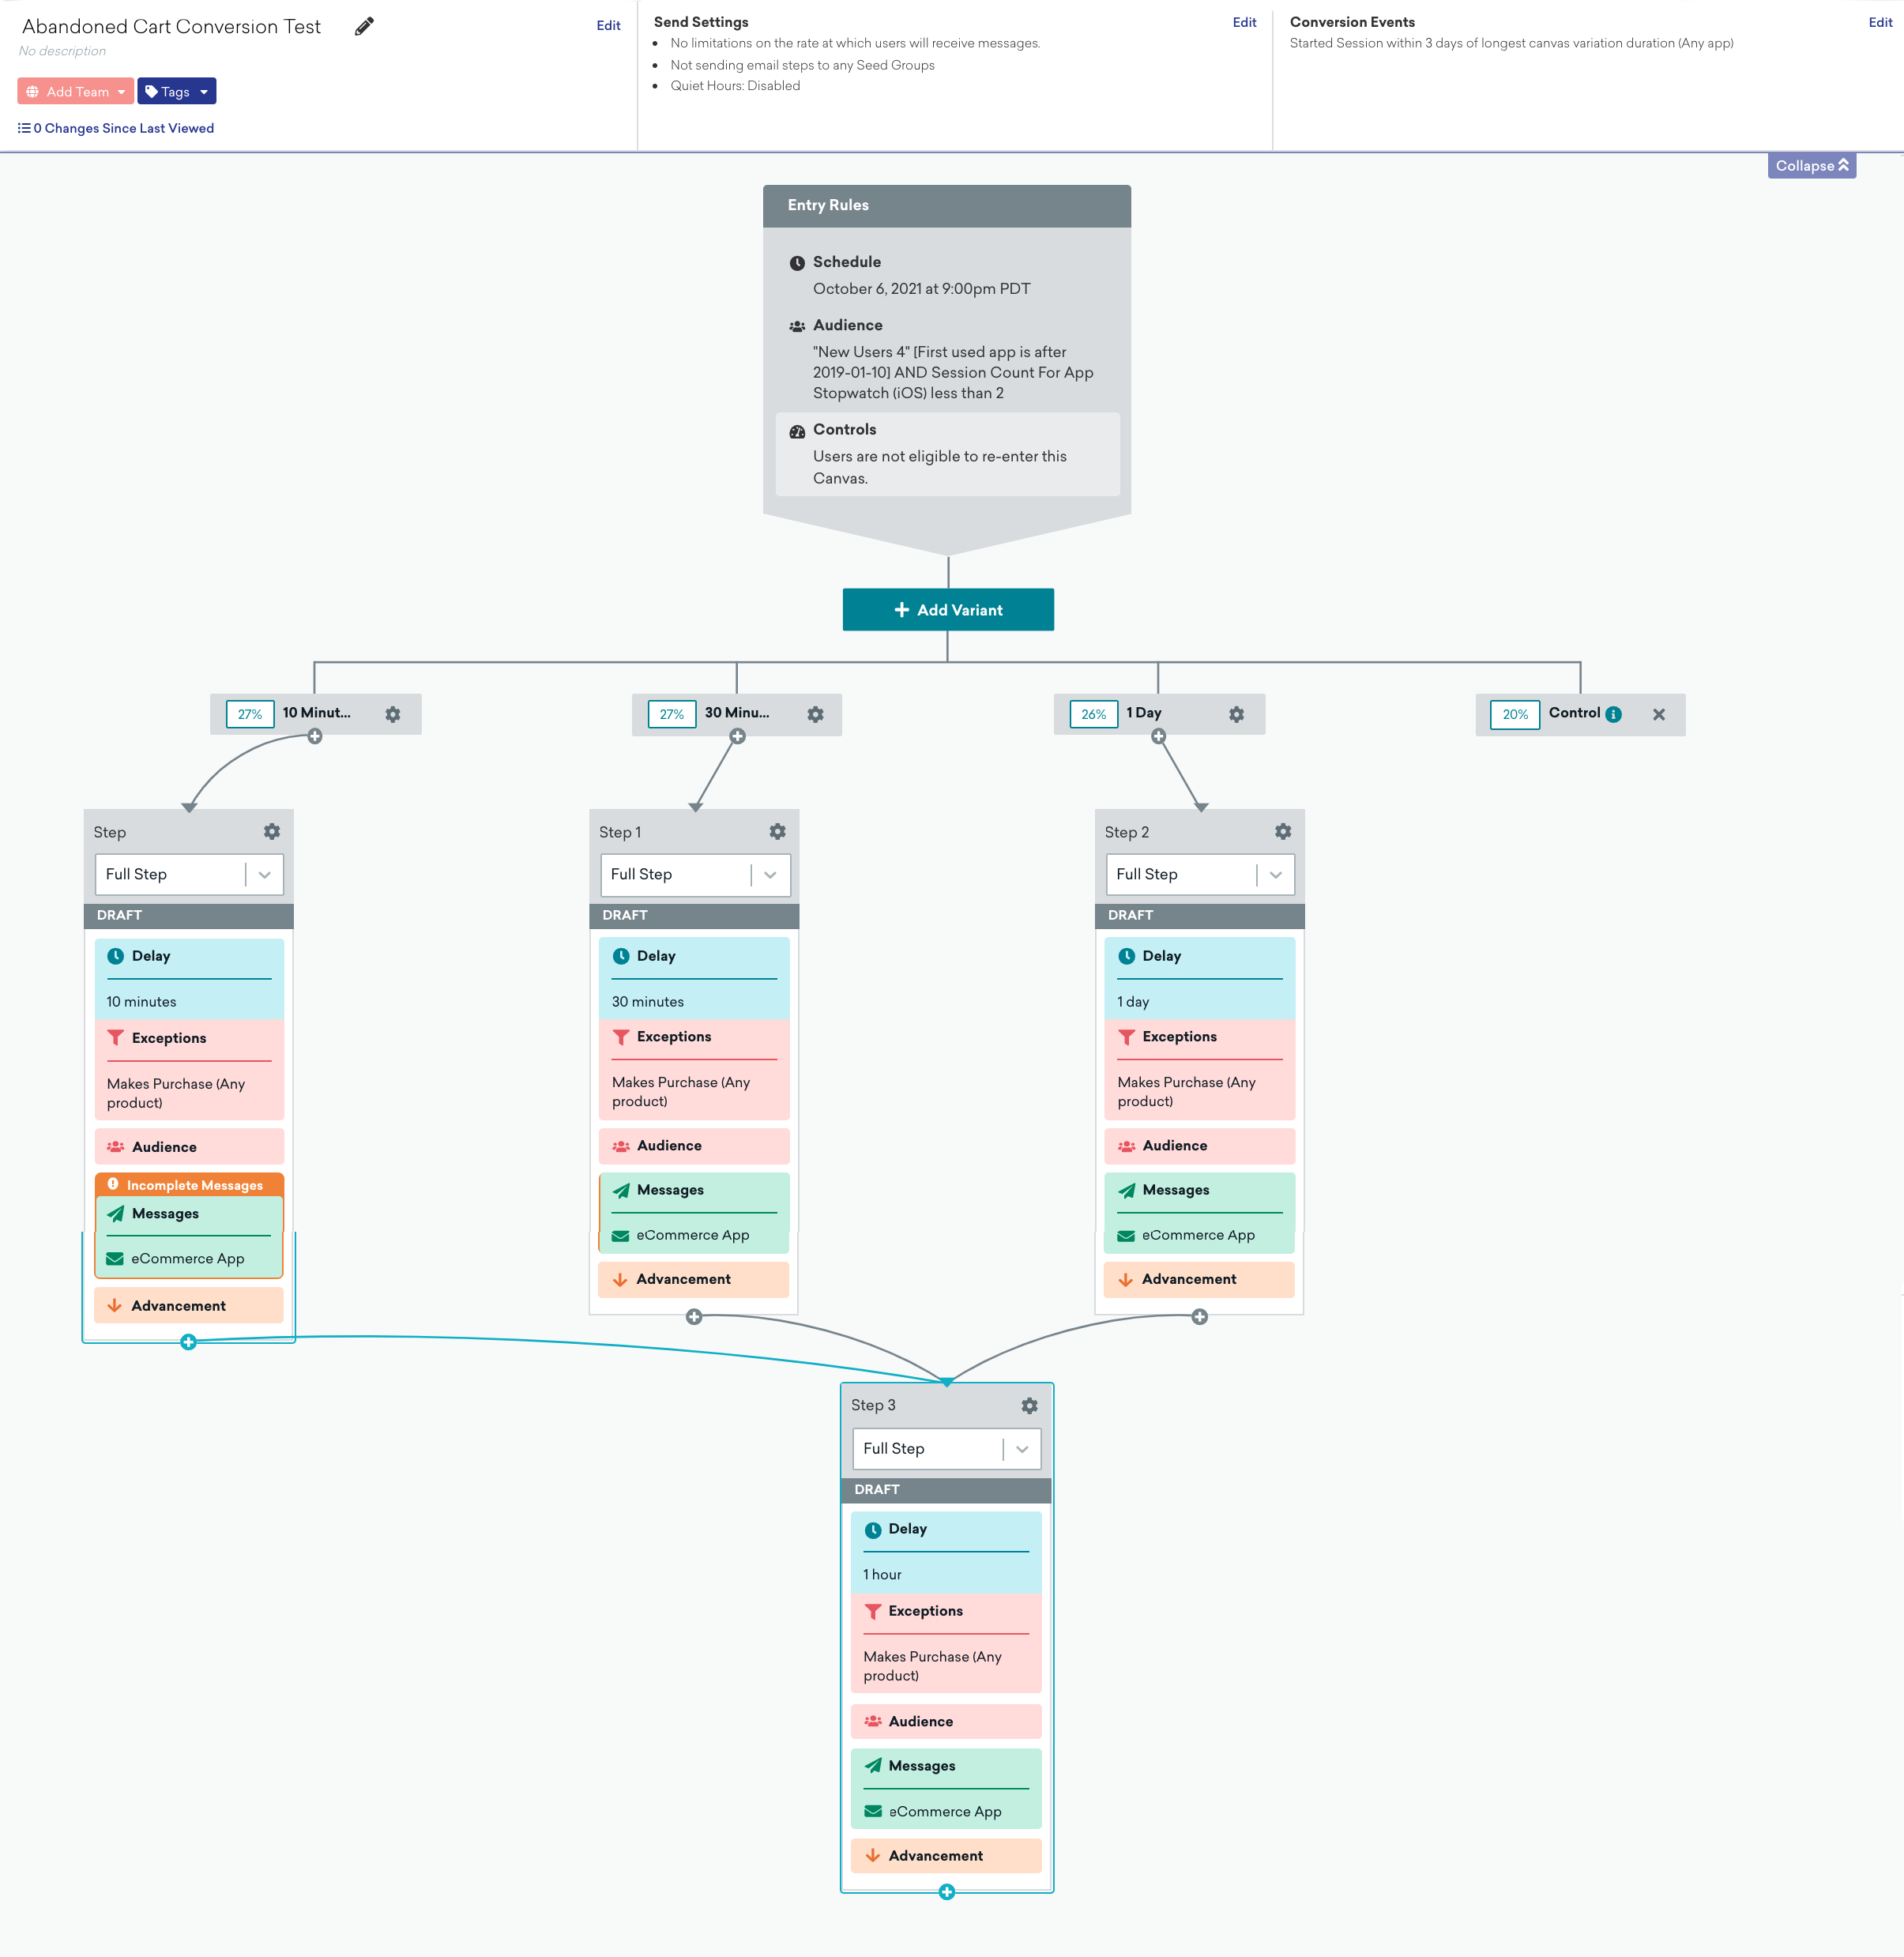 Abandoned Cart Conversion Test
Edit
No description
Add Team
Tags
0 Changes Since Last Viewed
Send Settings
Edit
No limitations on the rate at which users will receive messages.
Not sending email steps to any Seed Groups
Quiet Hours: Disabled
Conversion Events
Edit
Started Session within 3 days of longest canvas variation duration (Any app)
Collapse
Entry Rules
Schedule
October 6, 2021 at 9:00pm PDT
Audience
"New Users 4" [First used app is after
2019-01-10] AND Session Count For App
Stopwatch (iOS) less than 2
Controls
Users are not eligible to re-enter this
Canvas.
+ Add Variant
27% 10 Minut...
27% 30 Minu...
26% 1 Day
20% Control
Step
Full Step
DRAFT
Delay
10 minutes
Exceptions
Makes Purchase (Any
product)
Audience
Incomplete Messages
Messages
eCommerce App
Advancement
Step 1
Full Step
DRAFT
Delay
30 minutes
Exceptions
Makes Purchase (Any
product)
Audience
Messages
eCommerce App
Advancement
Step 2
Full Step
DRAFT
Delay
1 day
Exceptions
Makes Purchase (Any
product)
Audience
Messages
eCommerce App
Advancement
Step 3
Full Step
DRAFT
Delay
1 hour
Exceptions
Makes Purchase (Any
product)
Audience
Messages
eCommerce App
Advancement